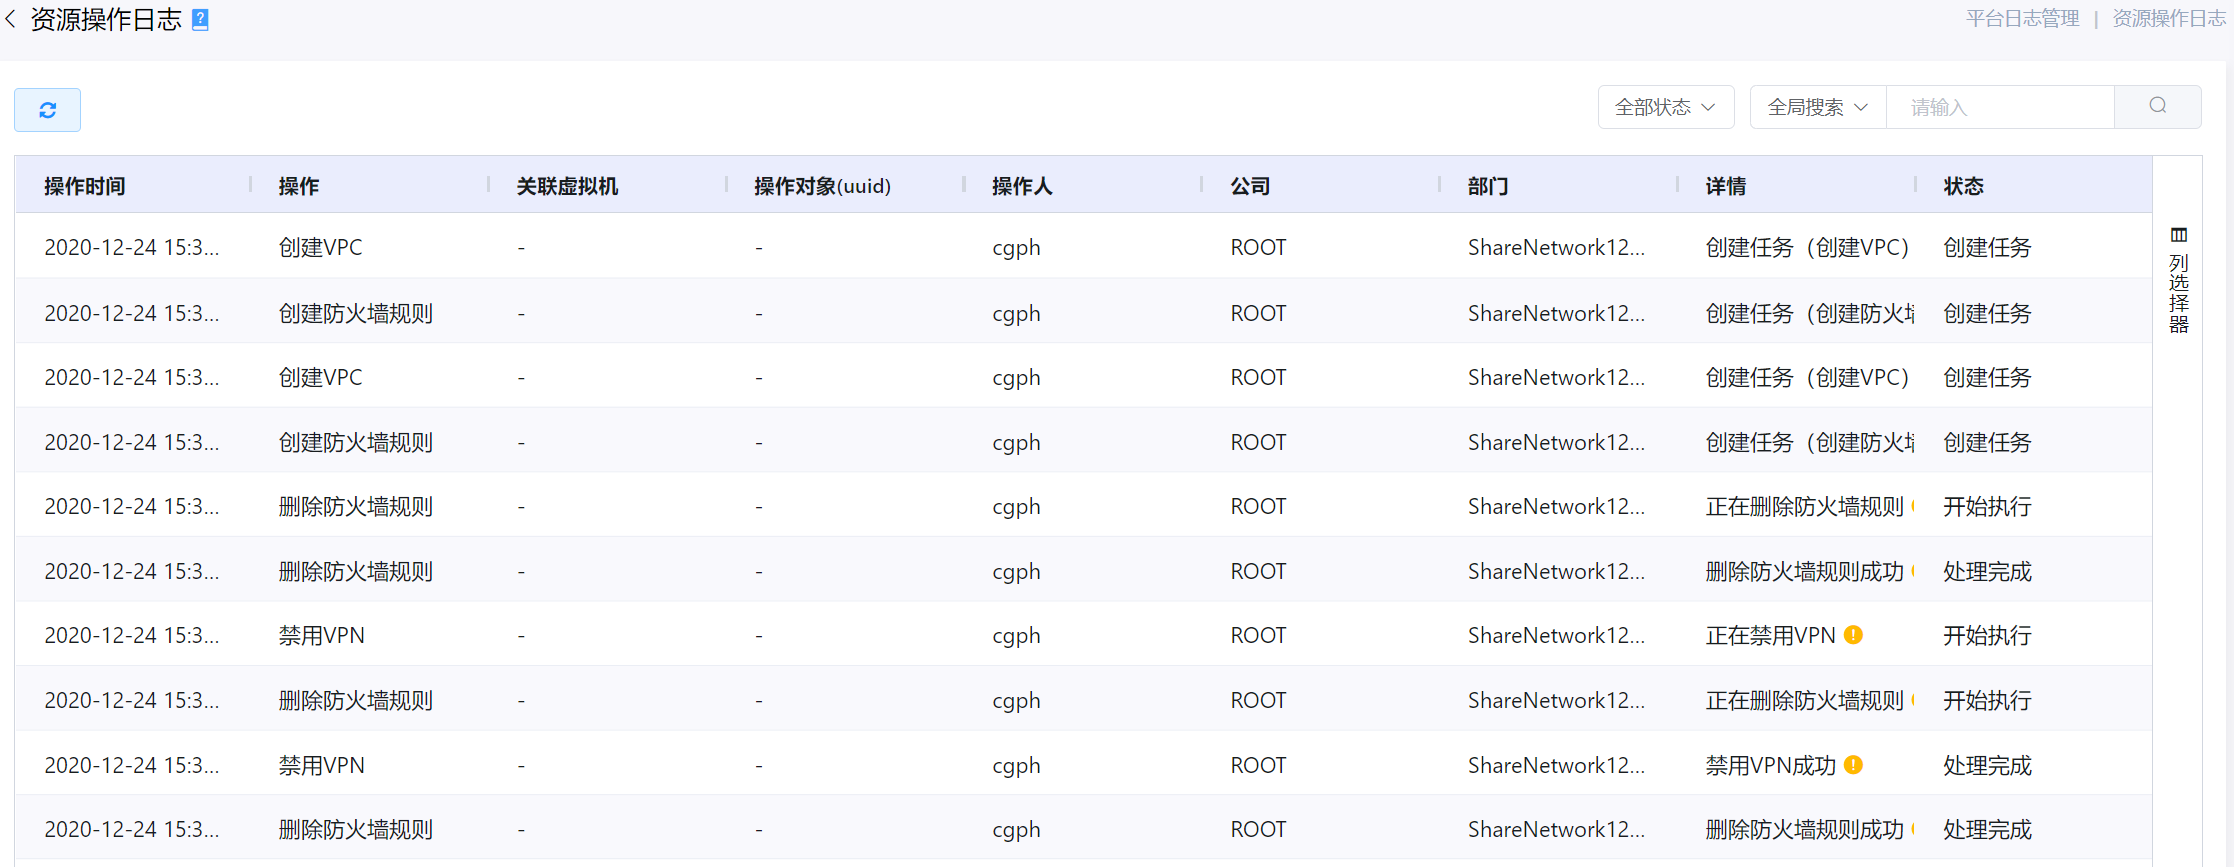 资源操作日志
平台日志管理 | 资源操作日志
全部状态 全局搜索 请输入
操作时间 操作 关联虚拟机 操作对象(uuid) 操作人 公司 部门 详情 状态
2020-12-24 15:3... 创建VPC - - cgph ROOT ShareNetwork12... 创建任务（创建VPC） 创建任务
2020-12-24 15:3... 创建防火墙规则 - - cgph ROOT ShareNetwork12... 创建任务（创建防火墙 创建任务
2020-12-24 15:3... 创建VPC - - cgph ROOT ShareNetwork12... 创建任务（创建VPC） 创建任务
2020-12-24 15:3... 创建防火墙规则 - - cgph ROOT ShareNetwork12... 创建任务（创建防火墙 创建任务
2020-12-24 15:3... 删除防火墙规则 - - cgph ROOT ShareNetwork12... 正在删除防火墙规则 开始执行
2020-12-24 15:3... 删除防火墙规则 - - cgph ROOT ShareNetwork12... 删除防火墙规则成功 处理完成
2020-12-24 15:3... 禁用VPN - - cgph ROOT ShareNetwork12... 正在禁用VPN 开始执行
2020-12-24 15:3... 删除防火墙规则 - - cgph ROOT ShareNetwork12... 正在删除防火墙规则 开始执行
2020-12-24 15:3... 禁用VPN - - cgph ROOT ShareNetwork12... 禁用VPN成功 处理完成
2020-12-24 15:3... 删除防火墙规则 - - cgph ROOT ShareNetwork12... 删除防火墙规则成功 处理完成
列选择器